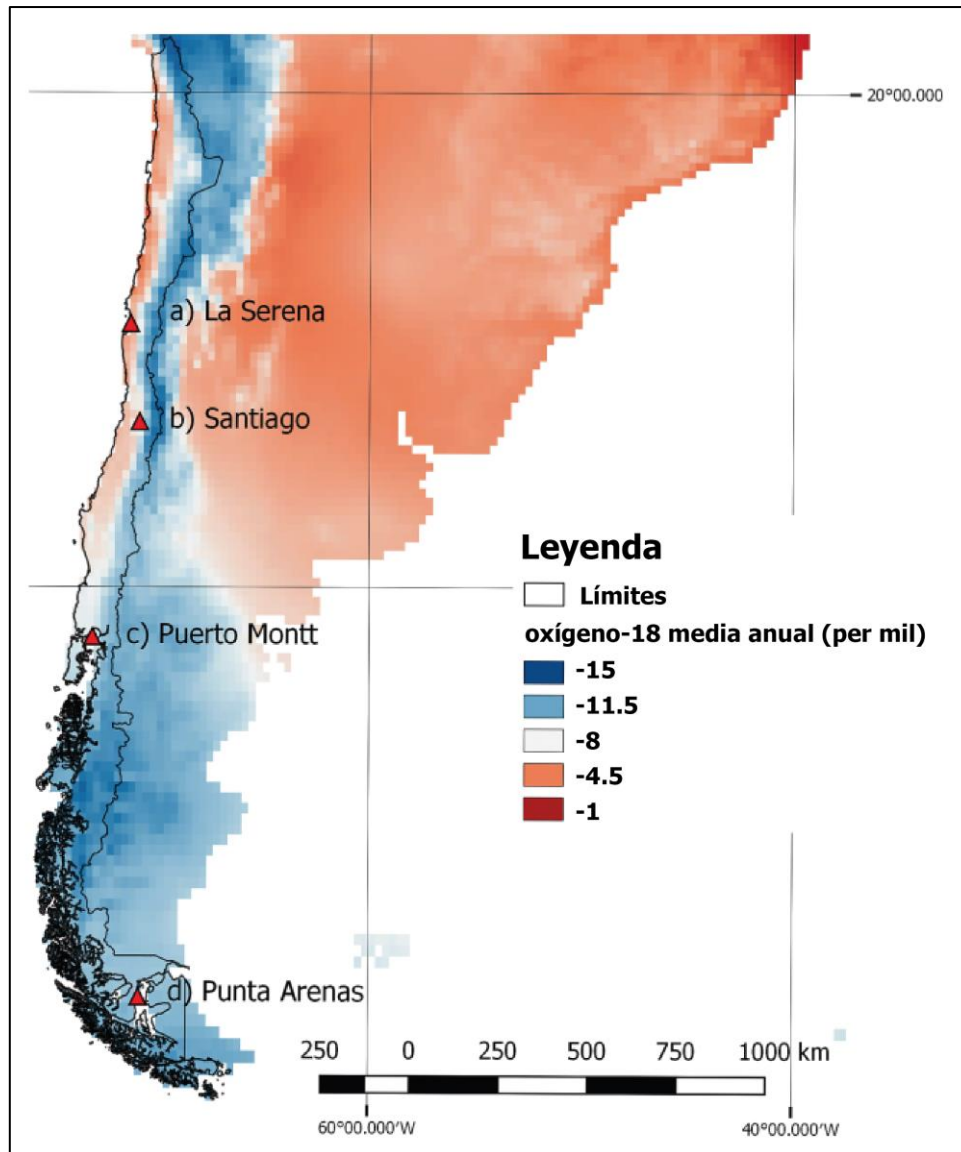 20°00.000
a) La Serena
b) Santiago
Leyenda
Límites
oxígeno-18 media anual (per mil)
-15
-11.5
-8
-4.5
-1
c) Puerto Montt
d) Punta Arenas
250 0 250 500 750 1000 km
60°00.000'W
40°00.000'W